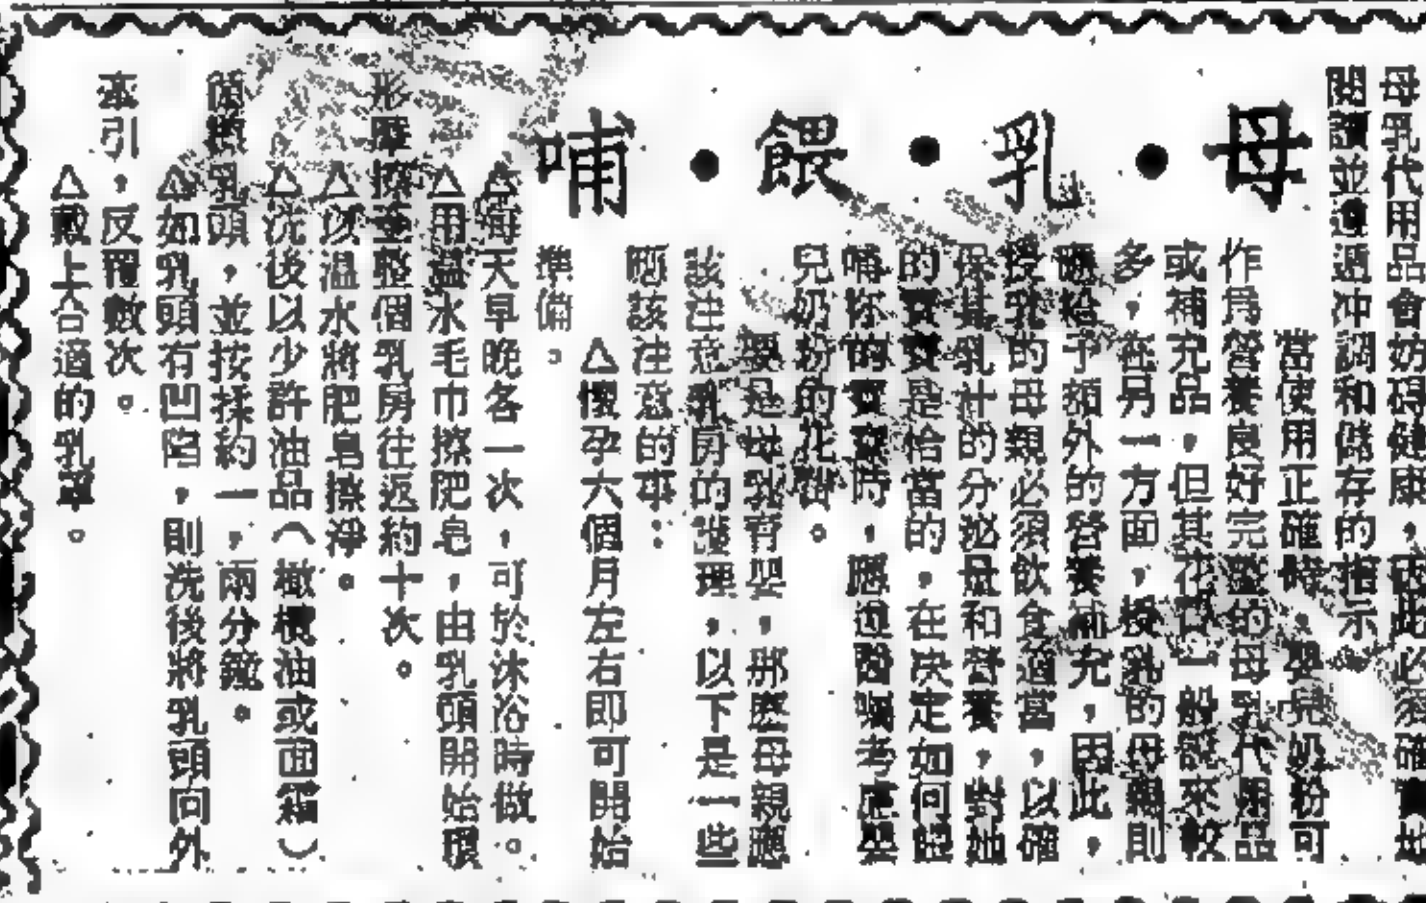 母乳代用品會妨碍健康,因此必須確實
閱讀並遵過冲調和儲存的指示
母・乳・餵・哺
當使用正確時,嬰兒奶粉可
作爲營養良好完整的母乳代用品
或補充品,但其花費一般說來較
多,在另一方面,授乳的母親則
給予額外的營養補充,因此,
授乳的母親必須飲食適當,以確
保其乳汁的分泌量和營養,對她
的寶寶是恰當的,在决定如何照
哺你的寶寶時,應遵醫囑考慮嬰
兒奶粉的花費。
要是母乳育嬰,那麽母親應
該注意乳房的護理,以下是一些
應該注意的事:
△懷孕六個月左右即可開始
準備。
△每天早晚各一次,可於沐浴時做。
△用溫水毛巾擦肥皂,由乳頭開始環
形摩擦至整個乳房往返約十次。
△以温水將肥皂擦淨。
△洗後以少許油品(橄欖油或面霜)
乳頭,並按揉約一,兩分鐘。
△如乳頭有凹陷,則洗後將乳頭向外
牽引,反覆數次。
△戴上合適的乳罩。